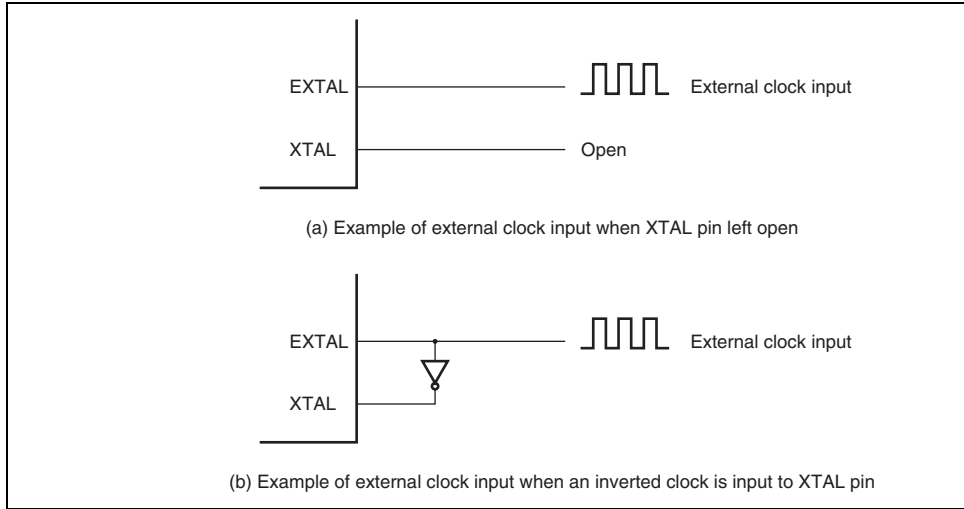 EXTAL
External clock input
XTAL
Open
(a) Example of external clock input when XTAL pin left open
EXTAL
External clock input
XTAL
(b) Example of external clock input when an inverted clock is input to XTAL pin